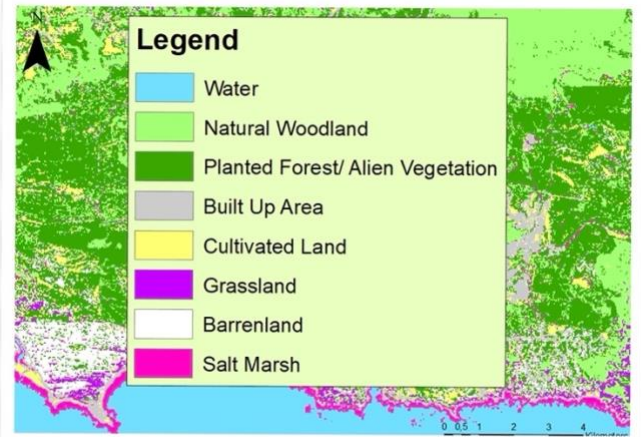 N
Legend
Water
Natural Woodland
Planted Forest/ Alien Vegetation
Built Up Area
Cultivated Land
Grassland
Barrenland
Salt Marsh
0 0,5 1 2 3 4
Kilometers